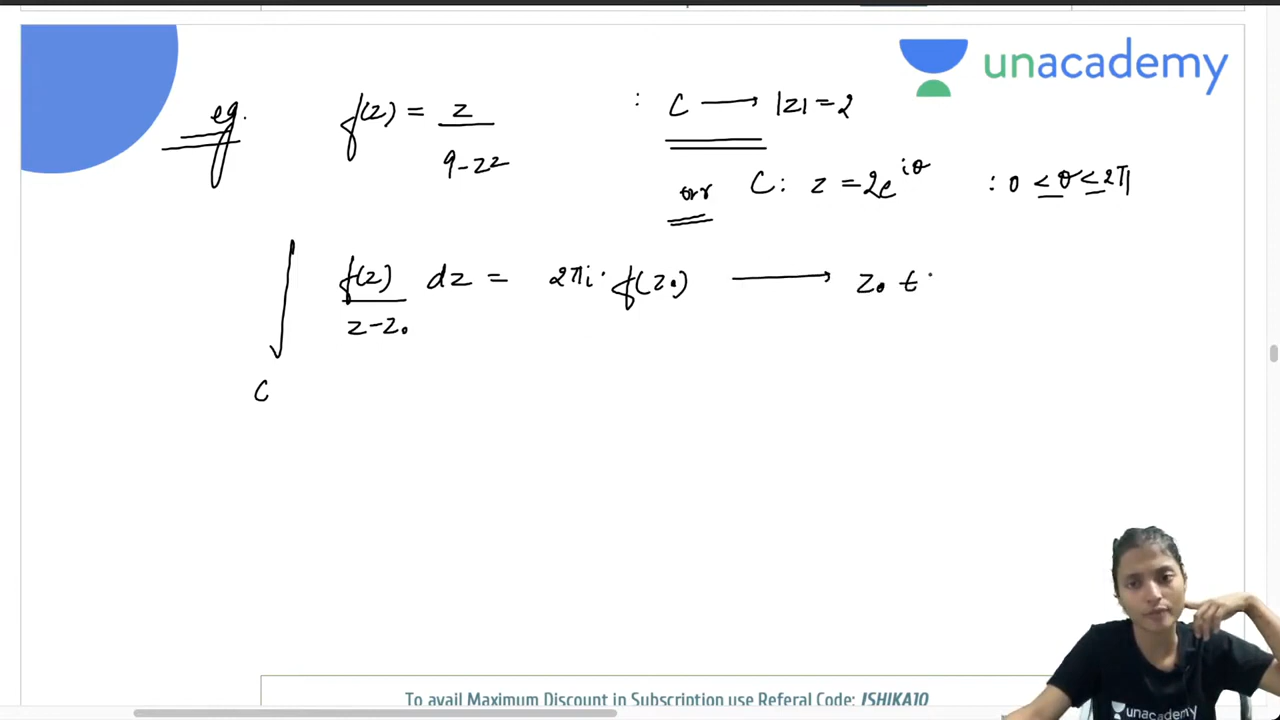 unacademy
eg. f(z) = z / 9-z² : C ⟶ |z| = 2
or C: z = 2e^{iθ} : 0 ≤ θ ≤ 2π
∫_C f(z) / z-z₀ dz = 2πi f(z₀) ⟶ z₀ t
unacademy
To avail Maximum Discount in Subscription use Referal Code: ISHIKA10